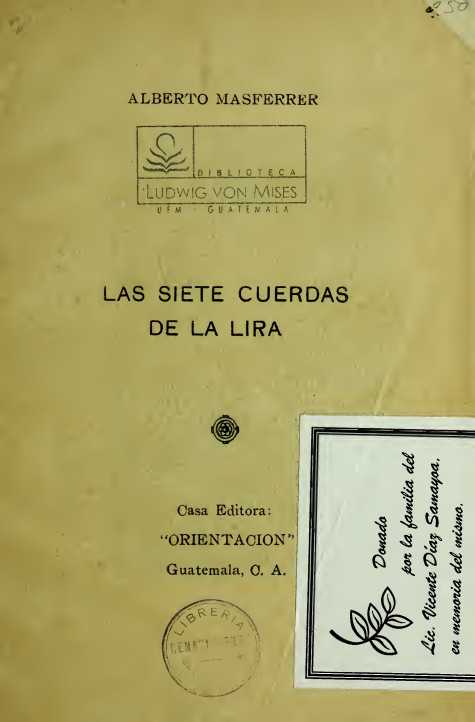 ALBERTO MASFERRER
BIBLIOTECA
LUDWIG VON MISES
UFM - GUATEMALA
LAS SIETE CUERDAS
DE LA LIRA
Casa Editora:
"ORIENTACION"
Guatemala, C. A.
LIBRERIA
Donado
por la familia del
Lic. Vicente Díaz Samayoa.
en memoria del mismo.